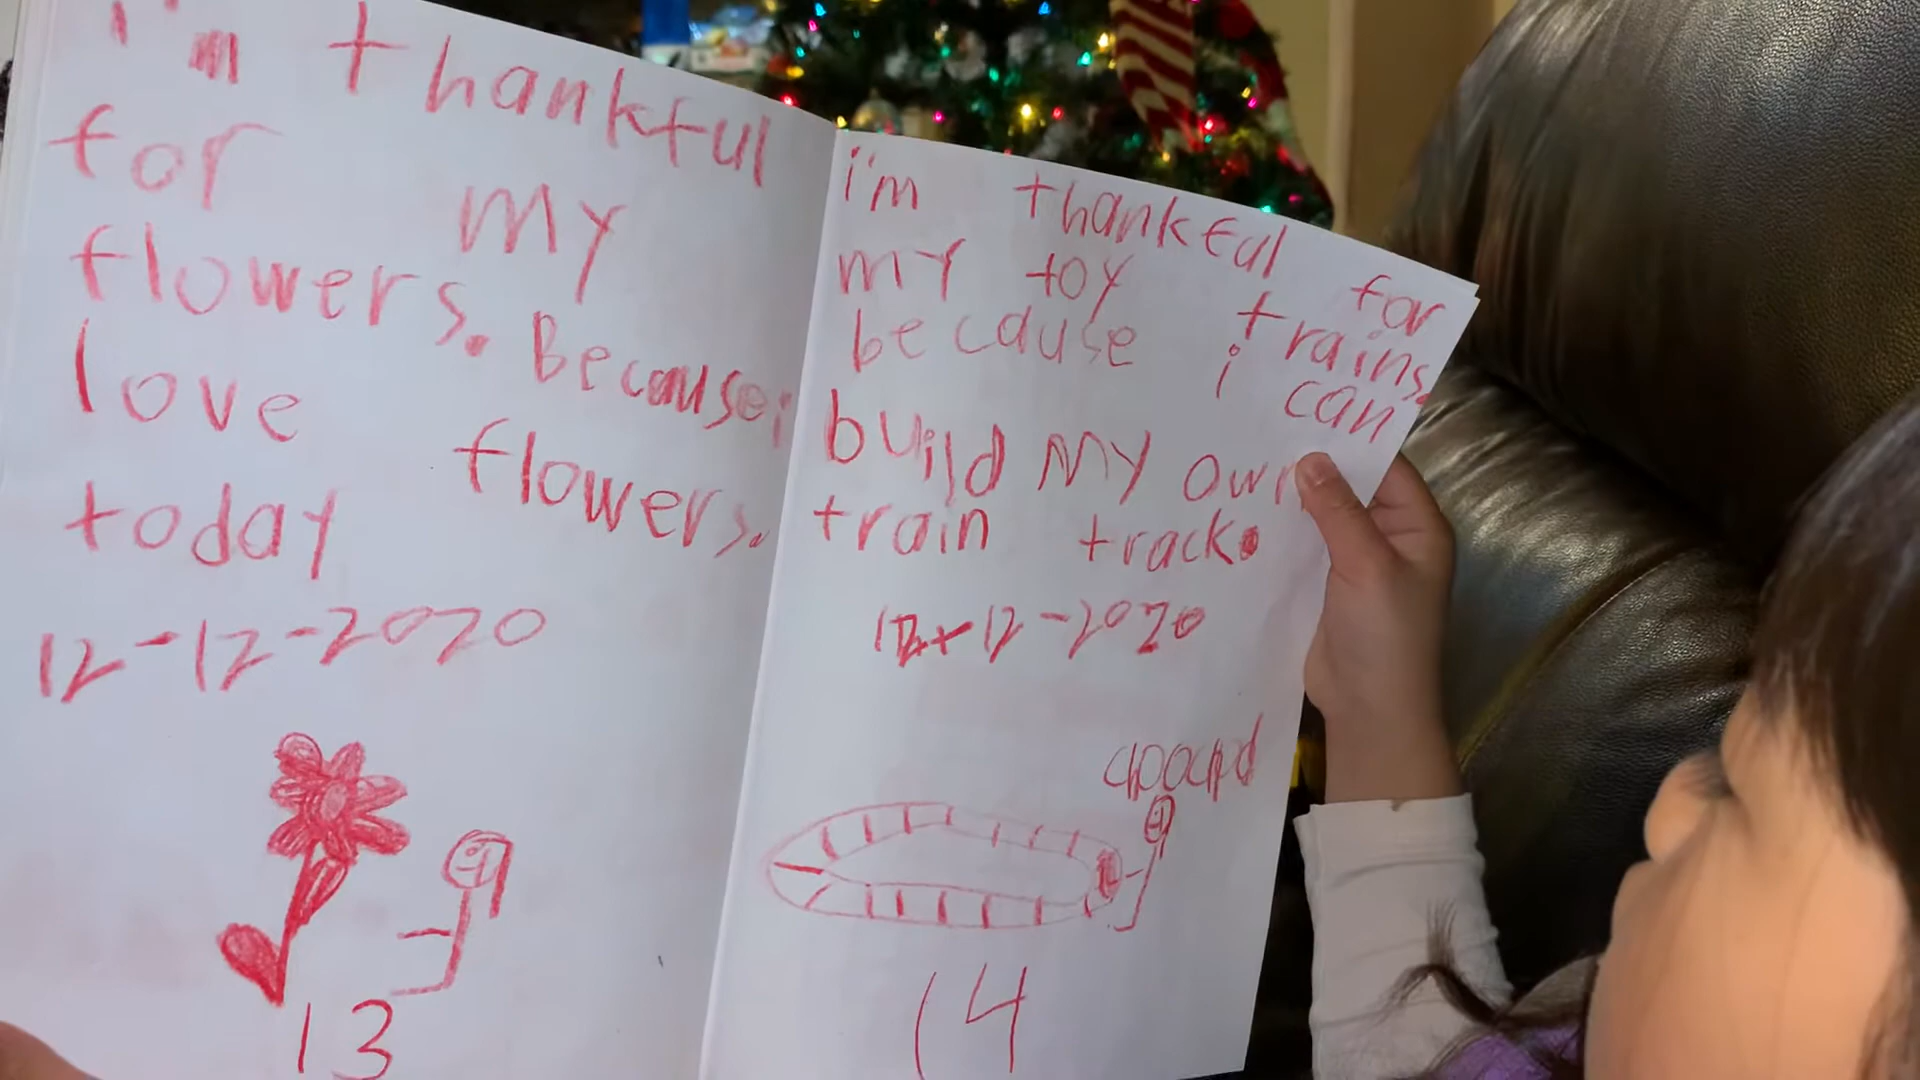 i'm thankful
for my
flowers. Because i
love flowers.
today
12-12-2020
13
i'm thankful for
my toy trains.
because i can
build my own
train track.
12-12-2020
14